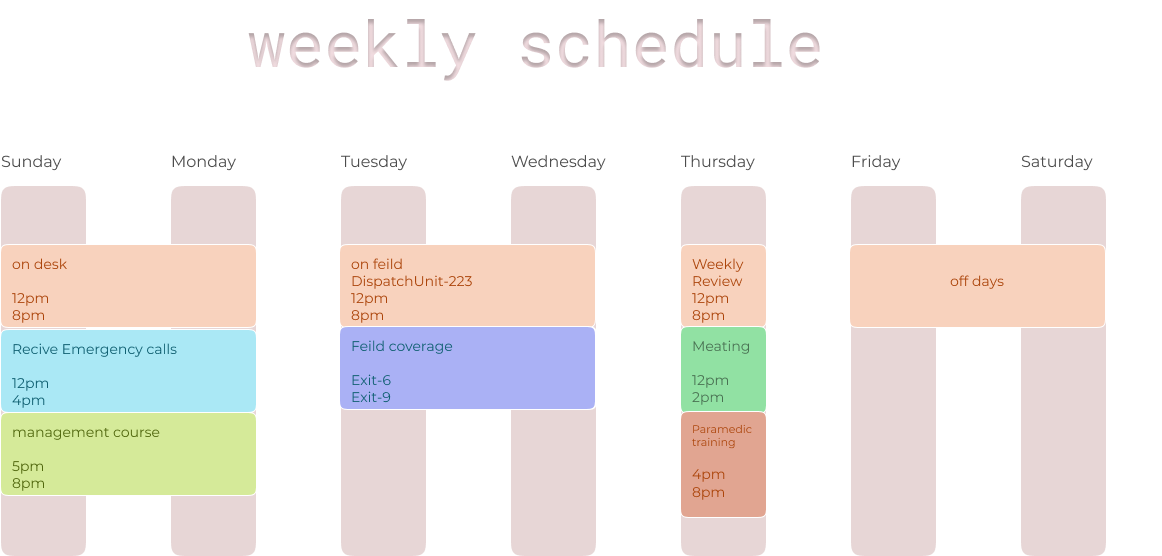 weekly schedule
Sunday
Monday
Tuesday
Wednesday
Thursday
Friday
Saturday
on desk
12pm
8pm
Recive Emergency calls
12pm
4pm
management course
5pm
8pm
on feild
DispatchUnit-223
12pm
8pm
Feild coverage
Exit-6
Exit-9
Weekly
Review
12pm
8pm
Meating
12pm
2pm
Paramedic
training
4pm
8pm
off days